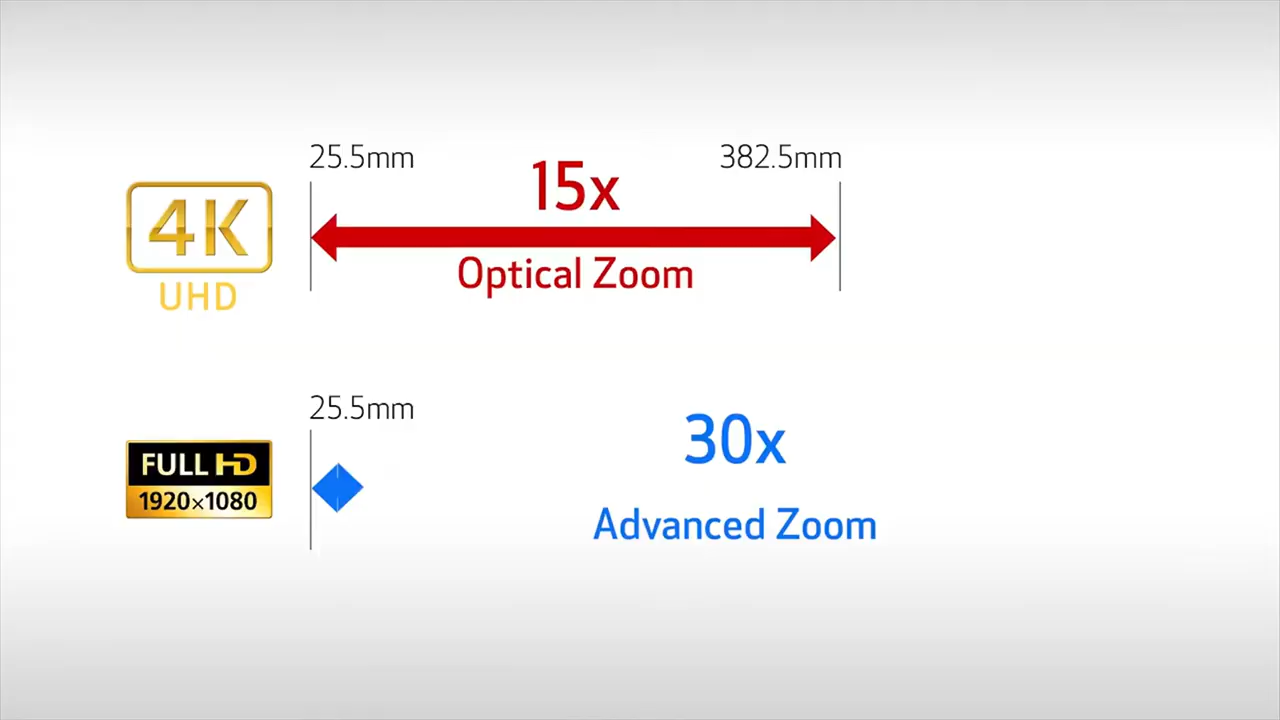 25.5mm
15x
382.5mm
4K
UHD
Optical Zoom
25.5mm
30x
FULL HD
1920×1080
Advanced Zoom